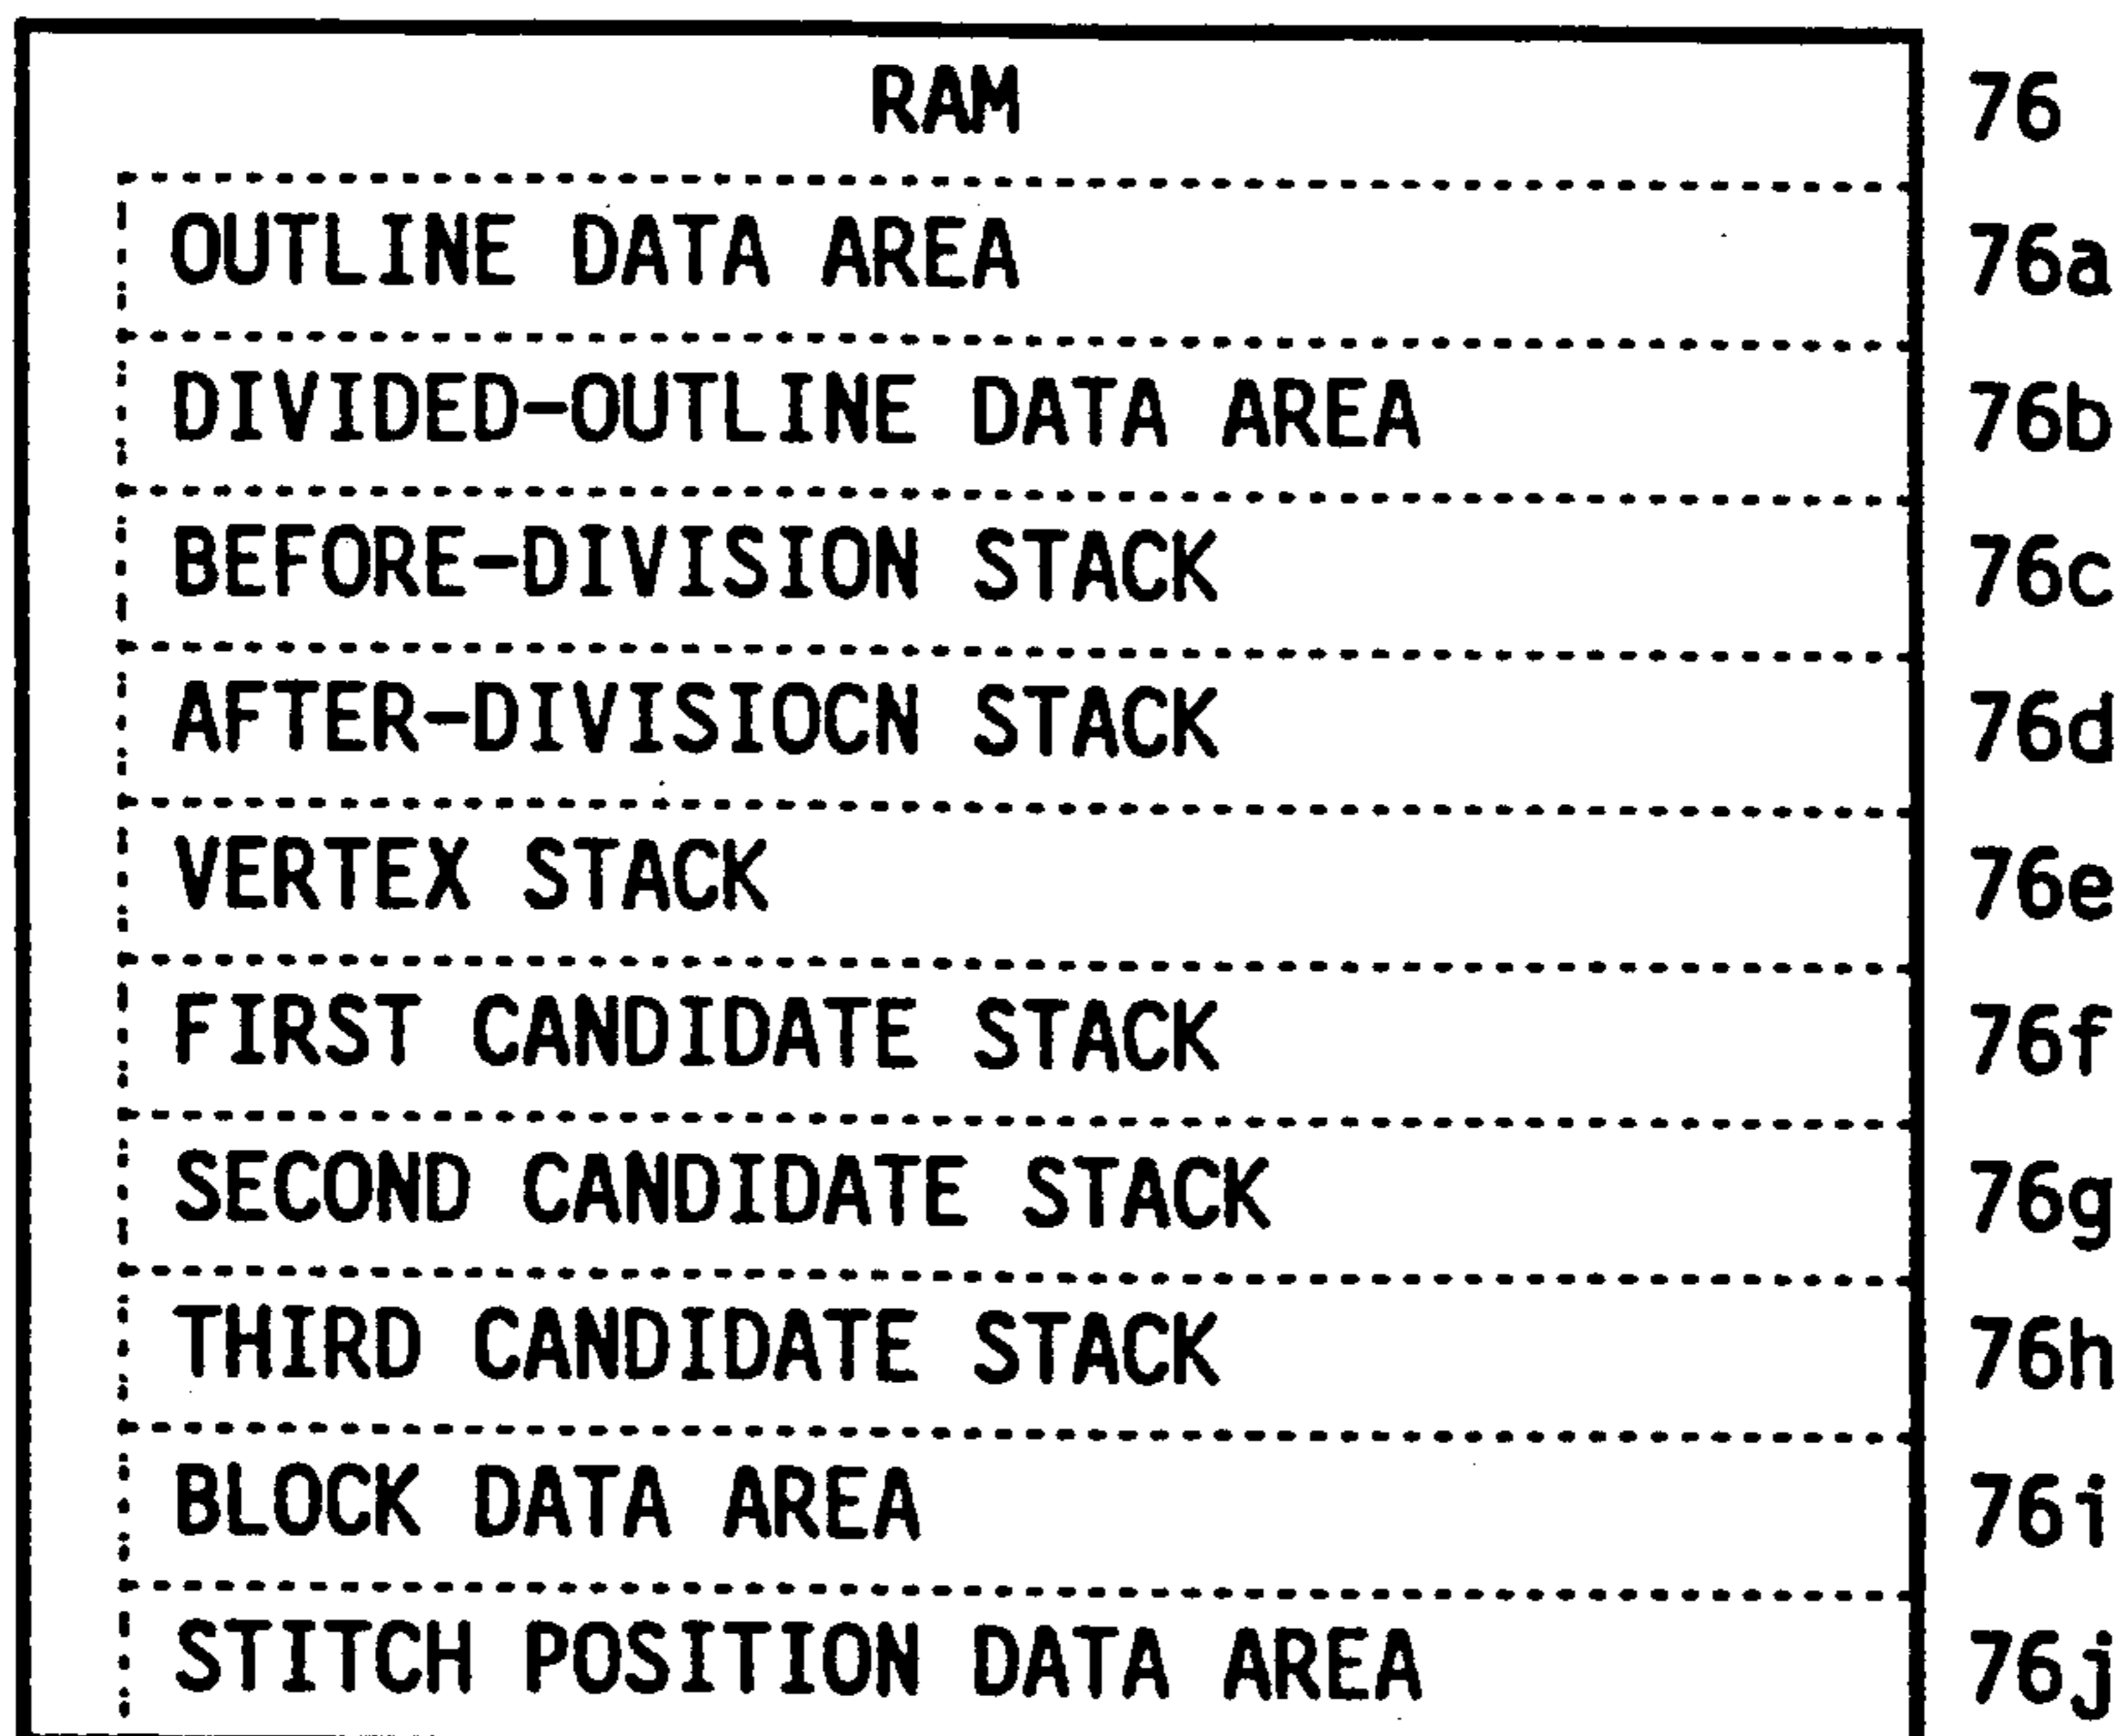 RAM 76
OUTLINE DATA AREA 76a
DIVIDED-OUTLINE DATA AREA 76b
BEFORE-DIVISION STACK 76c
AFTER-DIVISIOCN STACK 76d
VERTEX STACK 76e
FIRST CANDIDATE STACK 76f
SECOND CANDIDATE STACK 76g
THIRD CANDIDATE STACK 76h
BLOCK DATA AREA 76i
STITCH POSITION DATA AREA 76j